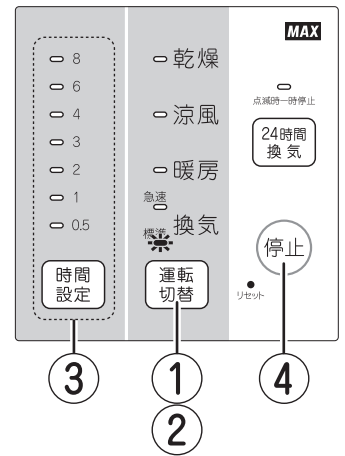 MAX
8
6
4
3
2
1
0.5
時間
設定
乾燥
涼風
暖房
急速
換気
標準
運転
切替
点滅時一時停止
24時間
換気
停止
リセット
3
1
2
4